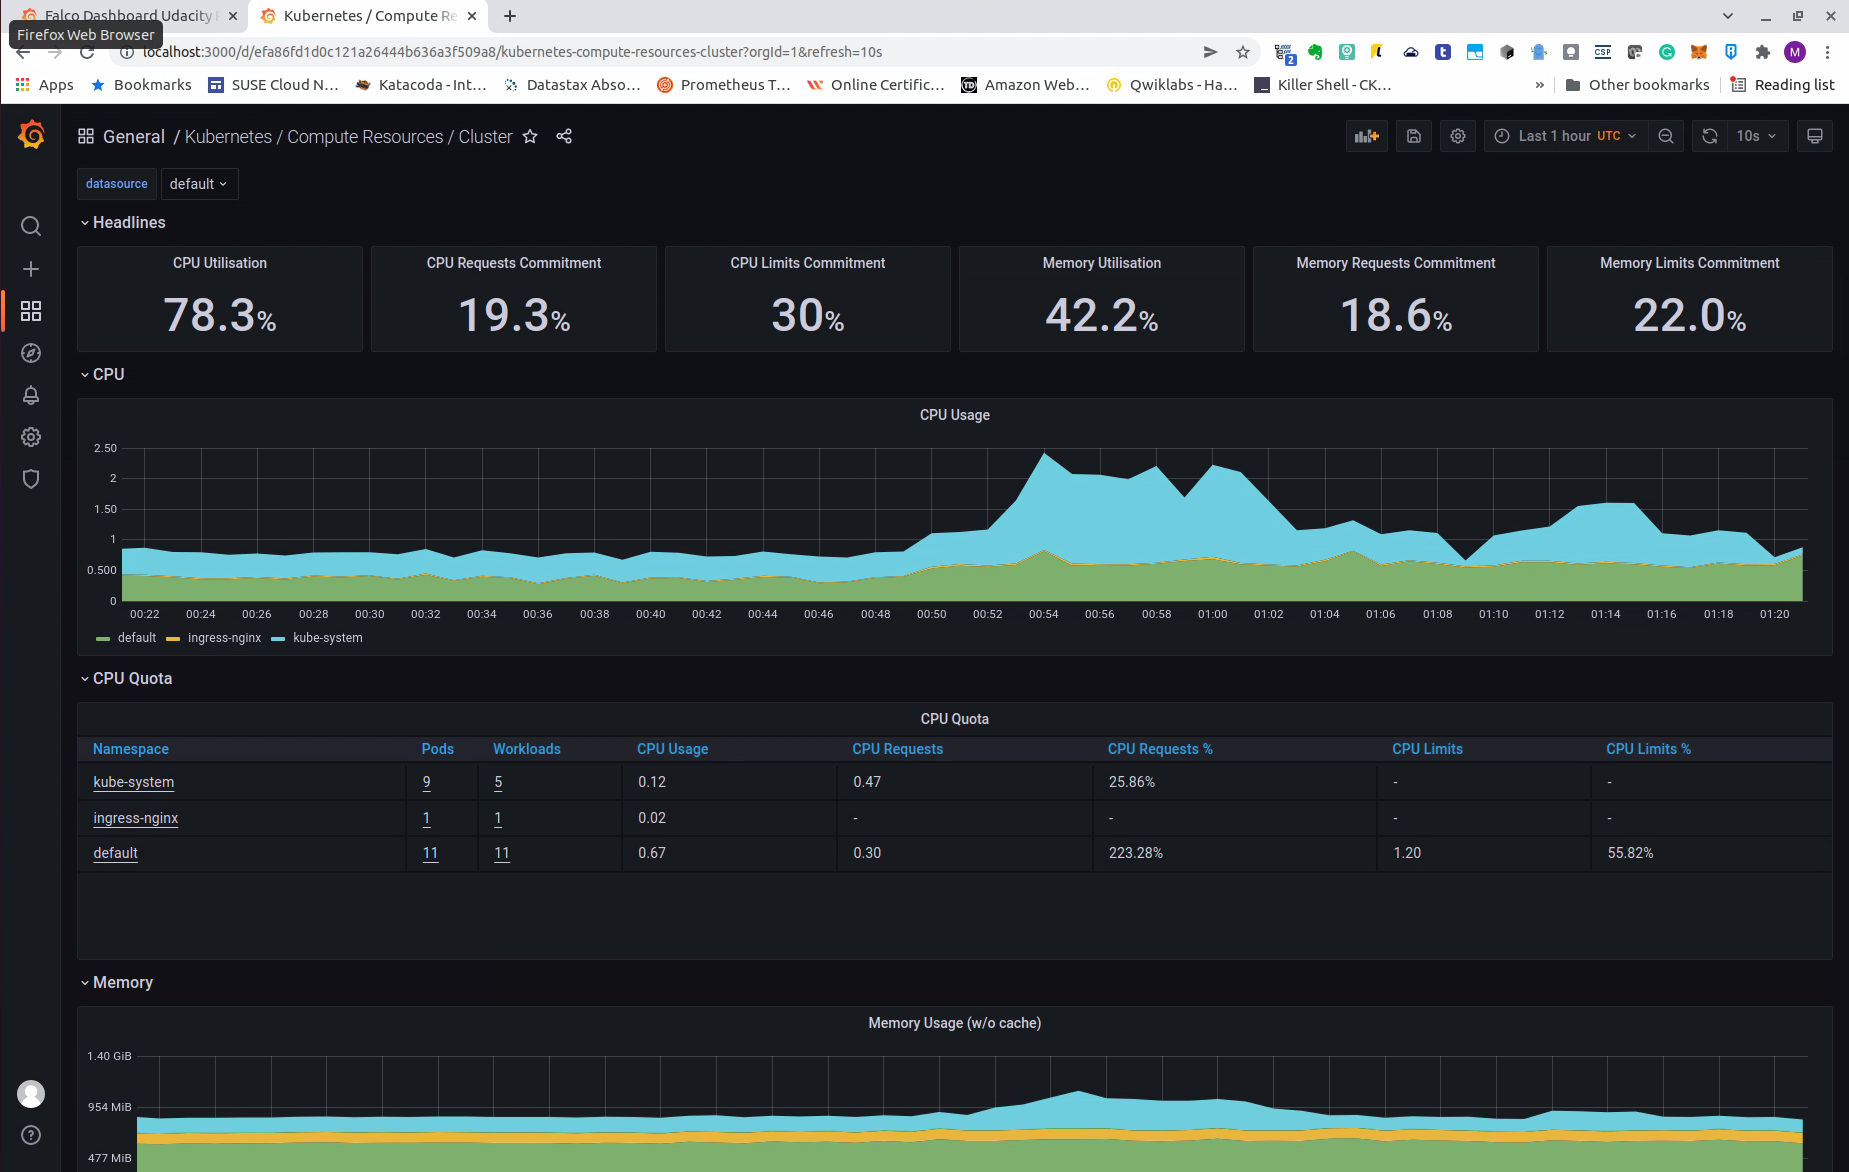 Falco Dashboard Udacity
Kubernetes / Compute Re
Firefox Web Browser
localhost:3000/d/efa86fd1d0c121a26444b636a3f509a8/kubernetes-compute-resources-cluster?orgId=1&refresh=10s
2
CSP
M
Apps Bookmarks SUSE Cloud N... Katacoda - Int... Datastax Abso... Prometheus T... Online Certific... Amazon Web... Qwiklabs - Ha... Killer Shell - CK... » Other bookmarks Reading list
General / Kubernetes / Compute Resources / Cluster
Last 1 hour UTC
10s
datasource default
Headlines
CPU Utilisation CPU Requests Commitment CPU Limits Commitment Memory Utilisation Memory Requests Commitment Memory Limits Commitment
78.3% 19.3% 30% 42.2% 18.6% 22.0%
CPU
CPU Usage
2.50
2
1.50
1
0.500
0
00:22 00:24 00:26 00:28 00:30 00:32 00:34 00:36 00:38 00:40 00:42 00:44 00:46 00:48 00:50 00:52 00:54 00:56 00:58 01:00 01:02 01:04 01:06 01:08 01:10 01:12 01:14 01:16 01:18 01:20
default ingress-nginx kube-system
CPU Quota
CPU Quota
Namespace Pods Workloads CPU Usage CPU Requests CPU Requests % CPU Limits CPU Limits %
kube-system 9 5 0.12 0.47 25.86% - -
ingress-nginx 1 1 0.02 - - - -
default 11 11 0.67 0.30 223.28% 1.20 55.82%
Memory
Memory Usage (w/o cache)
1.40 GiB
954 MiB
477 MiB